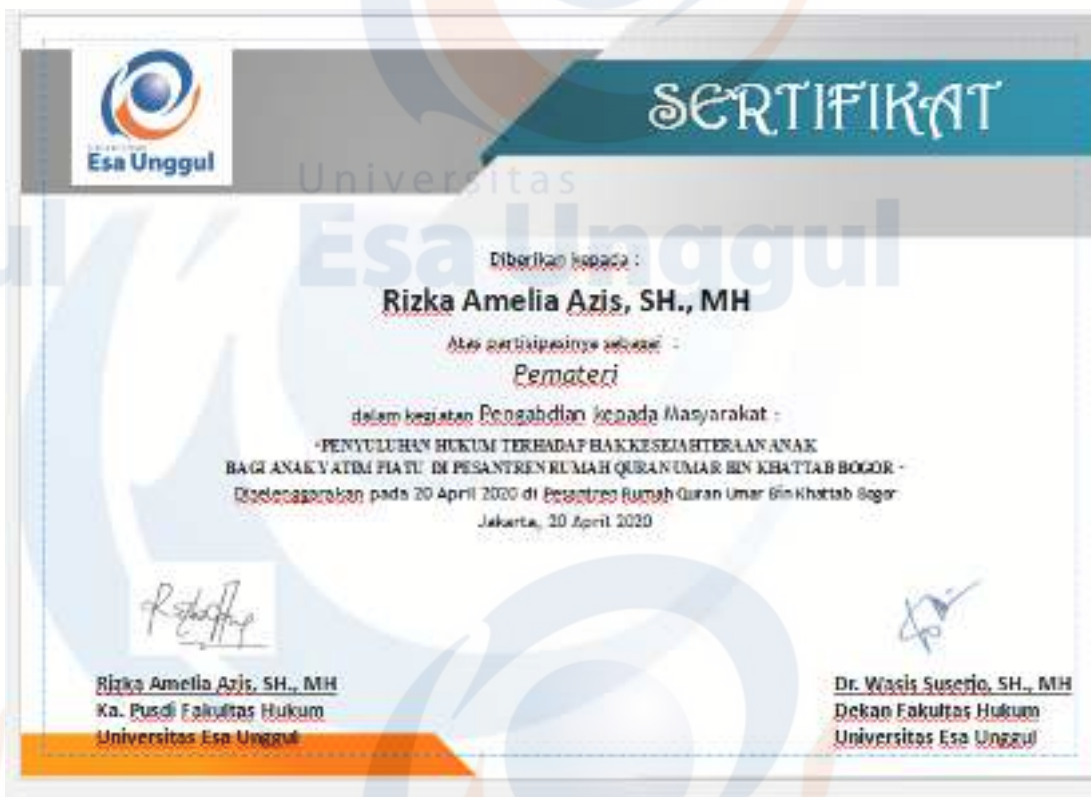 SERTIFIKAT
Esa Unggul
Universitas
Esa Unggul
ul
Diberikan kepada :
Rizka Amelia Azis, SH., MH
Atas partisipasinya sebagai :
Pemateri
dalam kegiatan Pengabdian kepada Masyarakat :
"PENYULUHAN HUKUM TERHADAP HAK KESEJAHTERAAN ANAK
BAGI ANAK YATIM PIATU DI PESANTREN RUMAH QURAN UMAR BIN KHATTAB BOGOR "
Diselenggarakan pada 20 April 2020 di Pesantren Rumah Quran Umar Bin Khattab Bogor
Jakarta, 20 April 2020
Rizka Amelia Azis, SH., MH
Ka. Pusdi Fakultas Hukum
Universitas Esa Unggul
Dr. Wasis Susetio, SH., MH
Dekan Fakultas Hukum
Universitas Esa Unggul